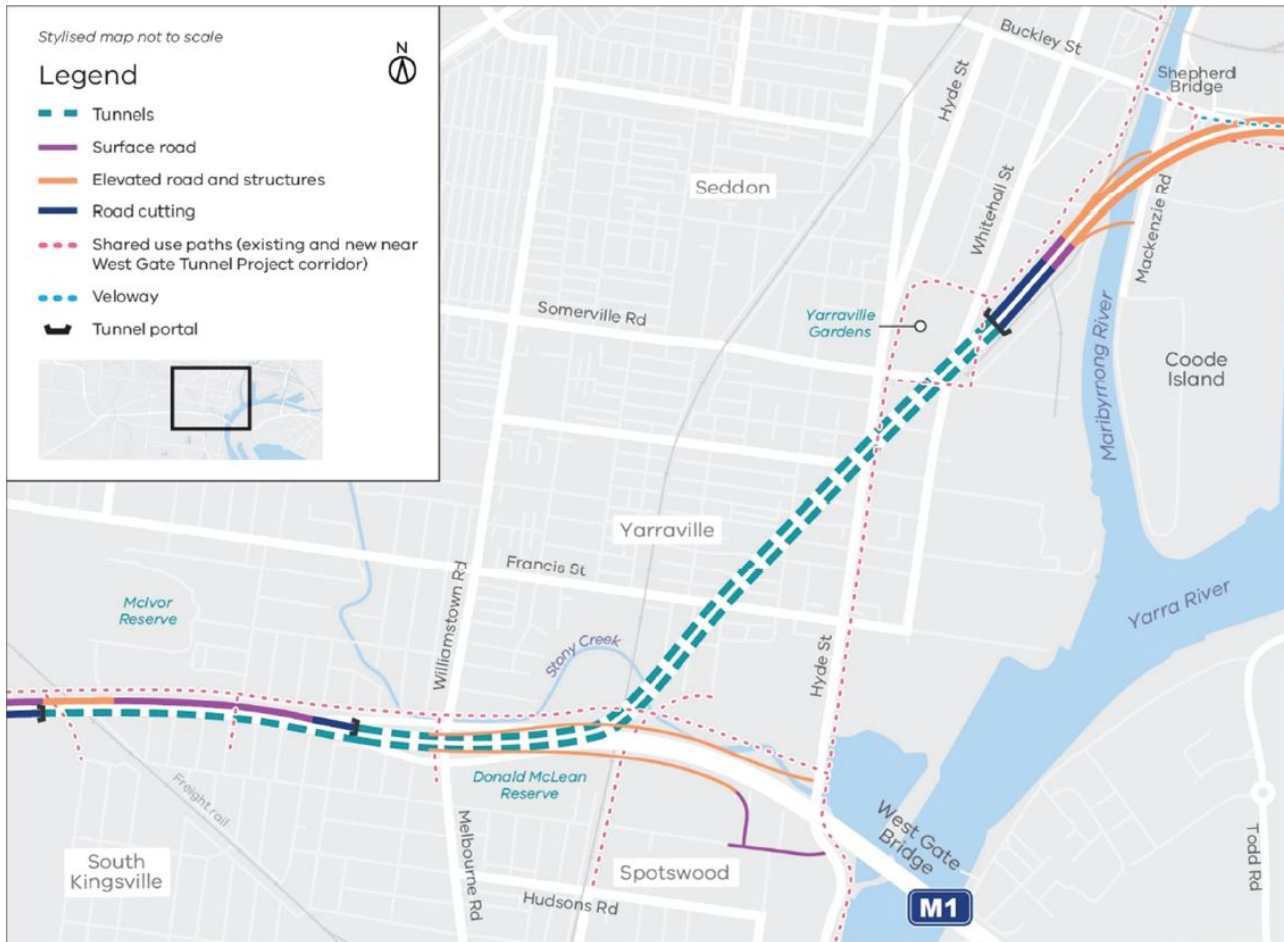 Stylised map not to scale
N
Legend
Tunnels
Surface road
Elevated road and structures
Road cutting
Shared use paths (existing and new near
West Gate Tunnel Project corridor)
Veloway
Tunnel portal
Buckley St
Hyde St
Shepherd
Bridge
Seddon
Whitehall St
Mackenzie Rd
Somerville Rd
Yarraville
Gardens
Maribyrnong River
Coode
Island
Yarraville
Francis St
Williamstown Rd
McIvor
Reserve
Stony Creek
Hyde St
Yarra River
Donald McLean
Reserve
Freight rail
Melbourne Rd
West Gate
Bridge
Todd Rd
South
Kingsville
Spotswood
Hudsons Rd
M1